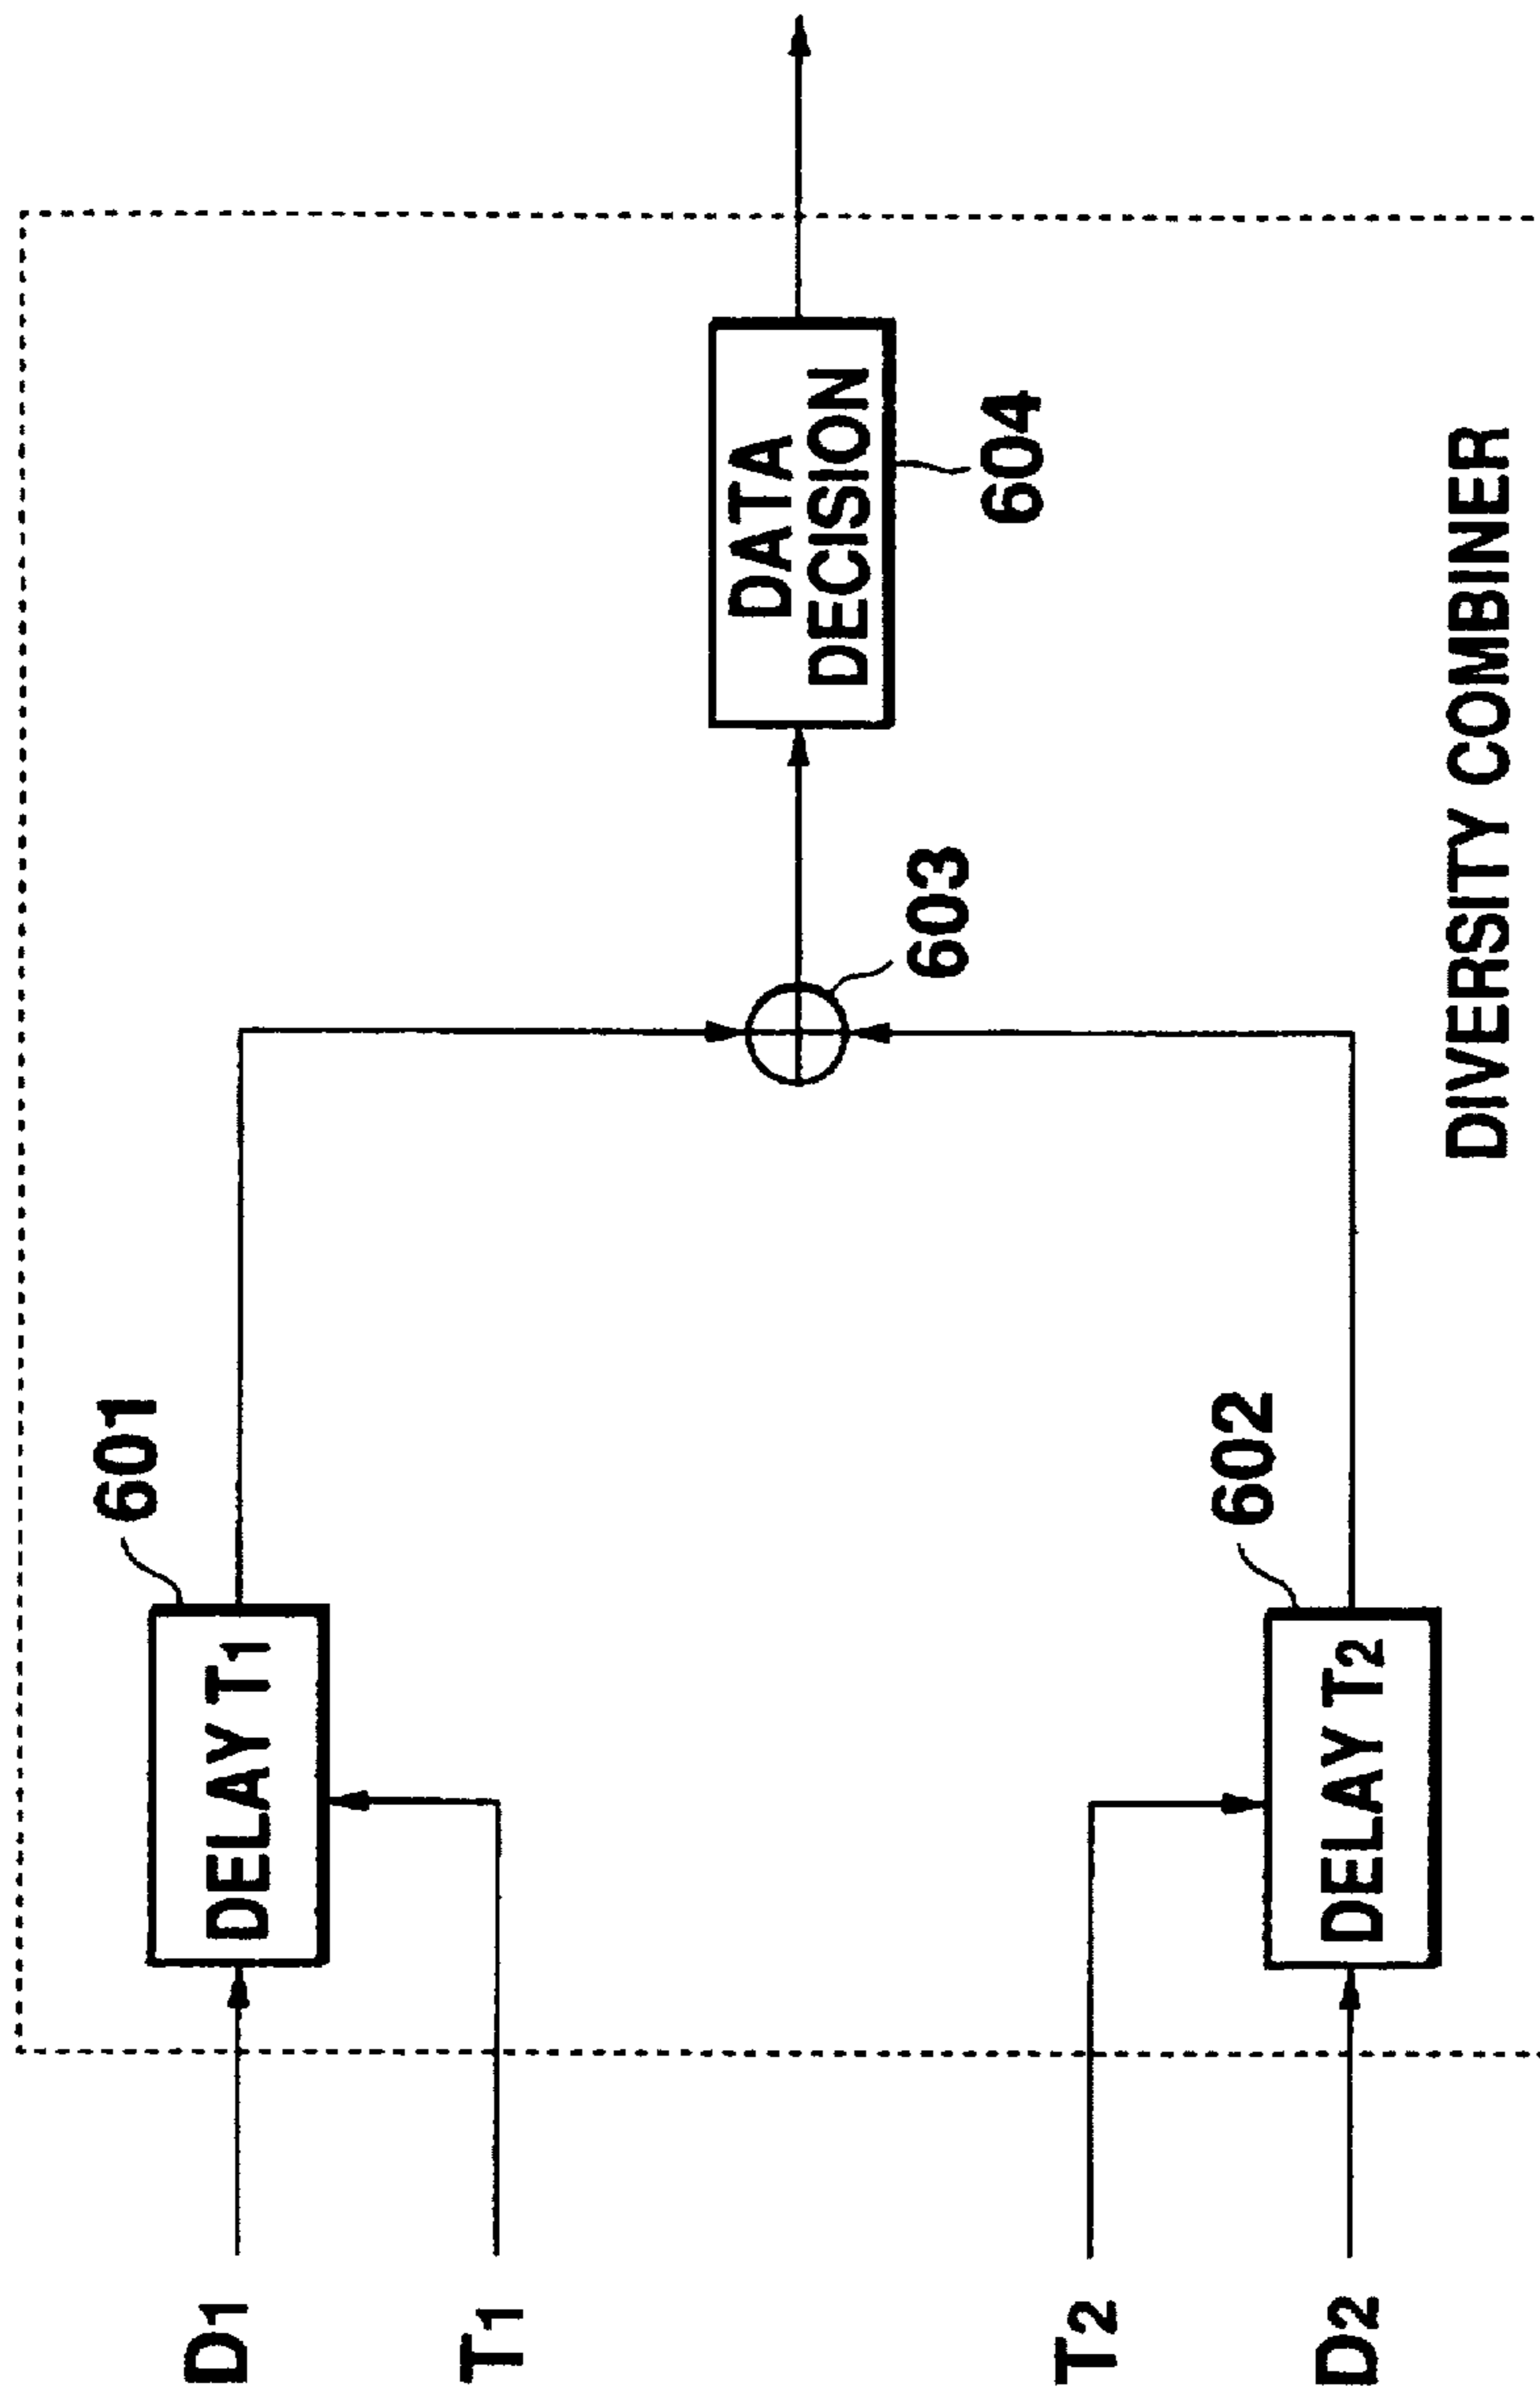 601
D1
DELAY T1
T1
603
DATA
DECISION
604
T2
602
D2
DELAY T2
DIVERSITY COMBINER